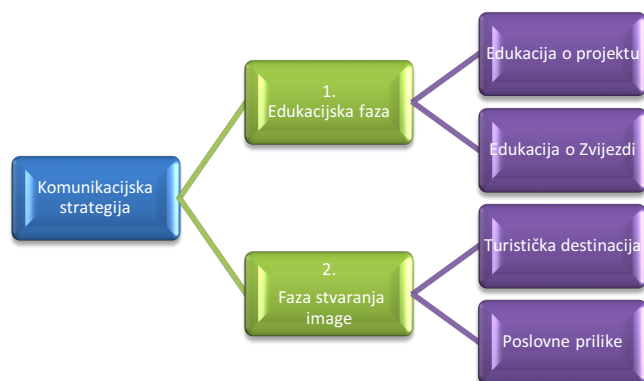 Komunikacijska
strategija
1.
Edukacijska faza
Edukacija o projektu
Edukacija o Zvijezdi
2.
Faza stvaranja
image
Turistička destinacija
Poslovne prilike